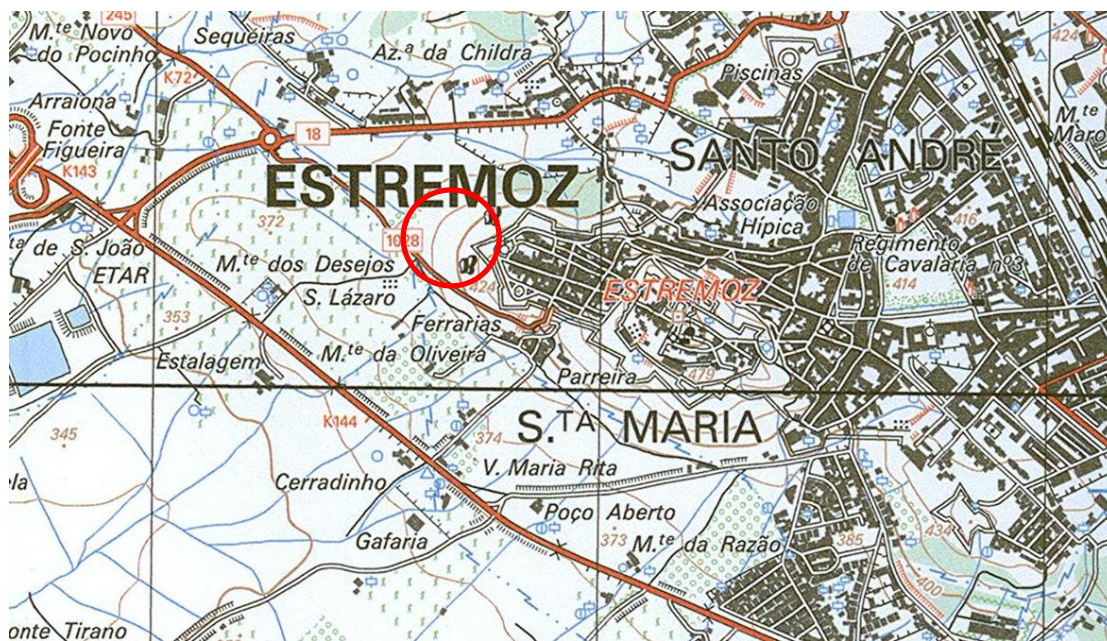 245
M.te Novo
do Pocinho
Sequeiras
Az.ª da Childra
424
Piscinas
K72
Arraiona
M.te
Maro
Fonte
Figueira
18
K143
SANTO ANDRÉ
ESTREMOZ
Associação
Hípica
416
372
1028
de S. João
Regimento
de Cavalaria nº3
ETAR
M.te dos Desejos
424
ESTREMOZ
414
S. Lázaro
353
Ferrarias
Estalagem
M.te da Oliveira
Parreira
479
K144
345
374
S.TA MARIA
V. Maria Rita
Cerradinho
Poço Aberto
434
Gafaria
373
M.te da Razão
385
400
onte Tirano